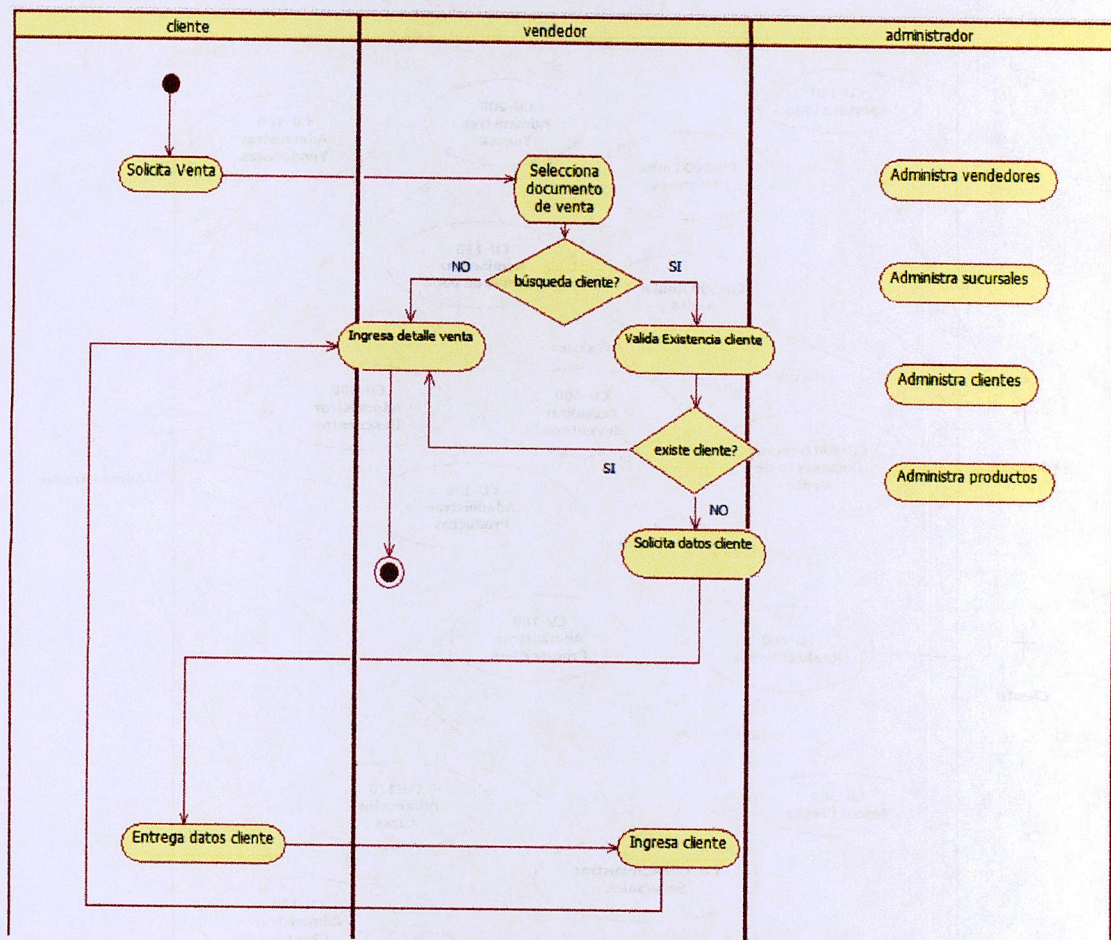 cliente
vendedor
administrador
Solicita Venta
Selecciona
documento
de venta
Administra vendedores
búsqueda cliente?
NO
SI
Administra sucursales
Ingresa detalle venta
Valida Existencia cliente
Administra clientes
existe cliente?
SI
Administra productos
NO
Solicita datos cliente
Entrega datos cliente
Ingresa cliente